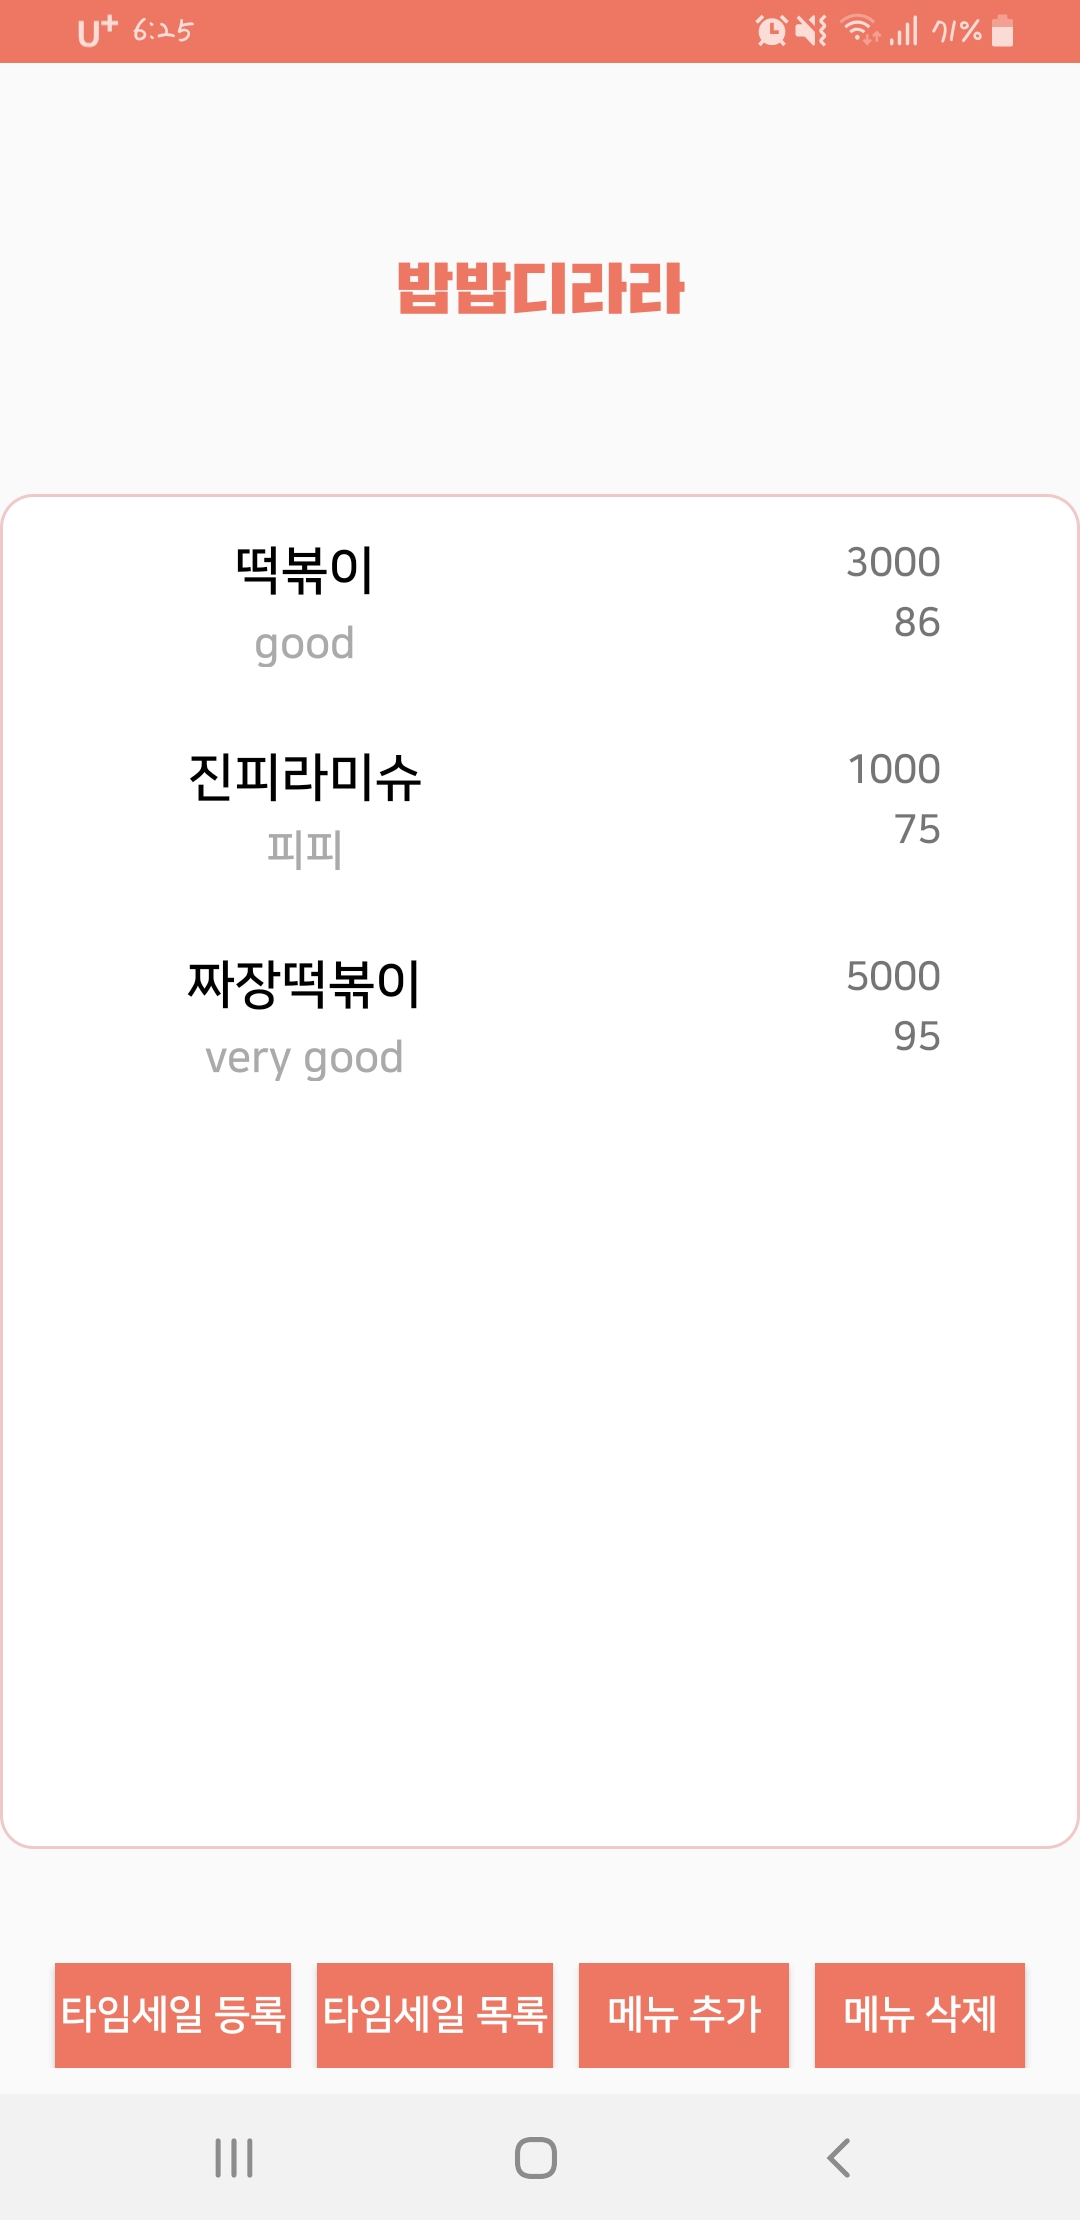 U+ 6:25 71%
밥밥디라라
떡볶이 3000
good 86
진피라미슈 1000
피피 75
짜장떡볶이 5000
very good 95
타임세일 등록 타임세일 목록 메뉴 추가 메뉴 삭제